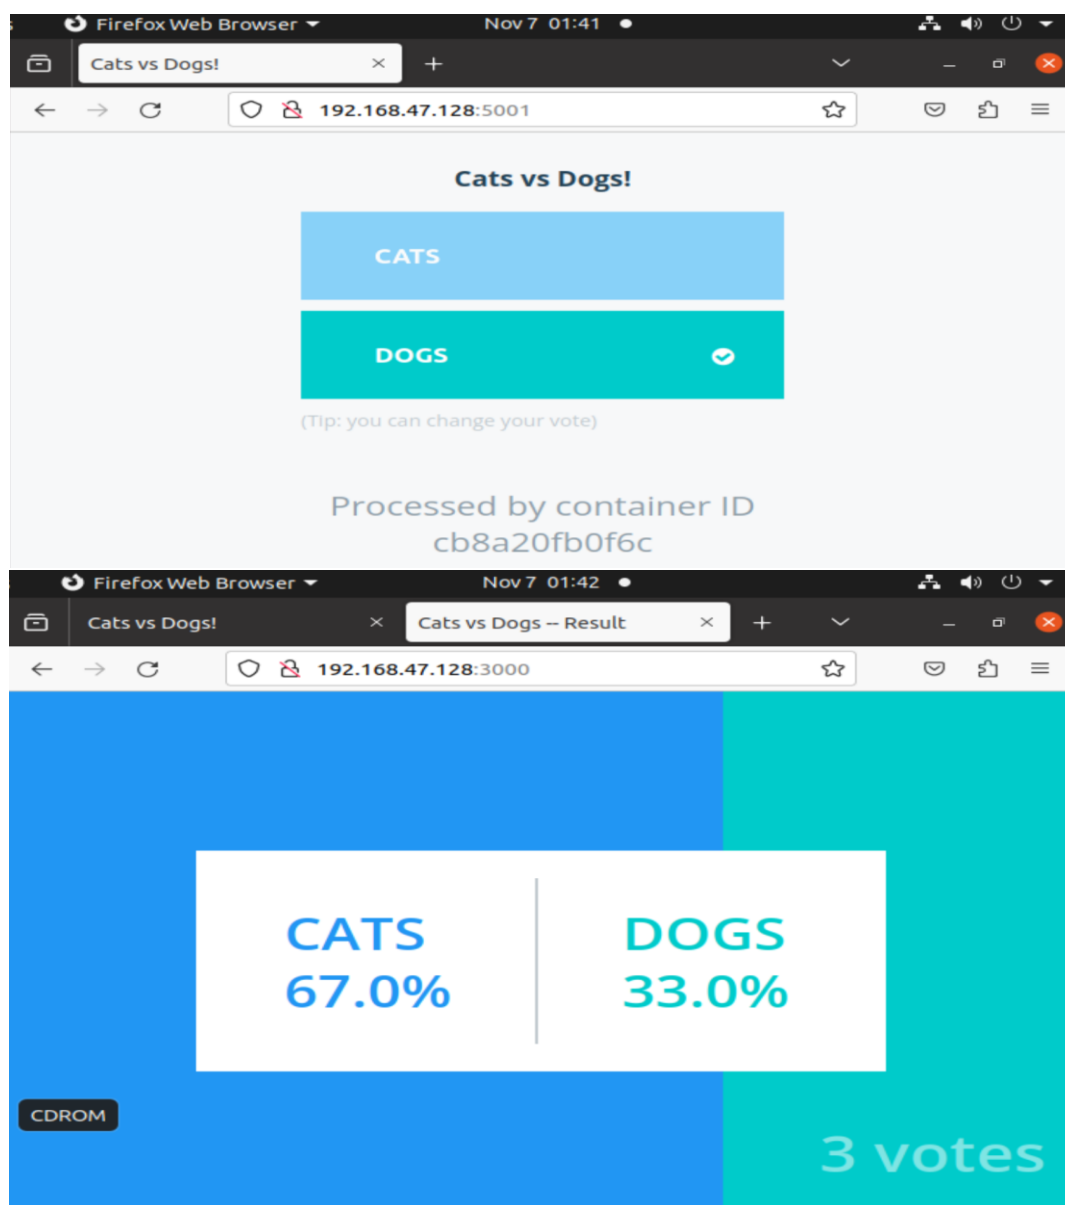 Firefox Web Browser Nov 7 01:41
Cats vs Dogs!
192.168.47.128:5001
Cats vs Dogs!
CATS
DOGS
(Tip: you can change your vote)
Processed by container ID
cb8a20fb0f6c
Firefox Web Browser Nov 7 01:42
Cats vs Dogs! Cats vs Dogs -- Result
192.168.47.128:3000
CATS DOGS
67.0% 33.0%
CDROM
3 votes